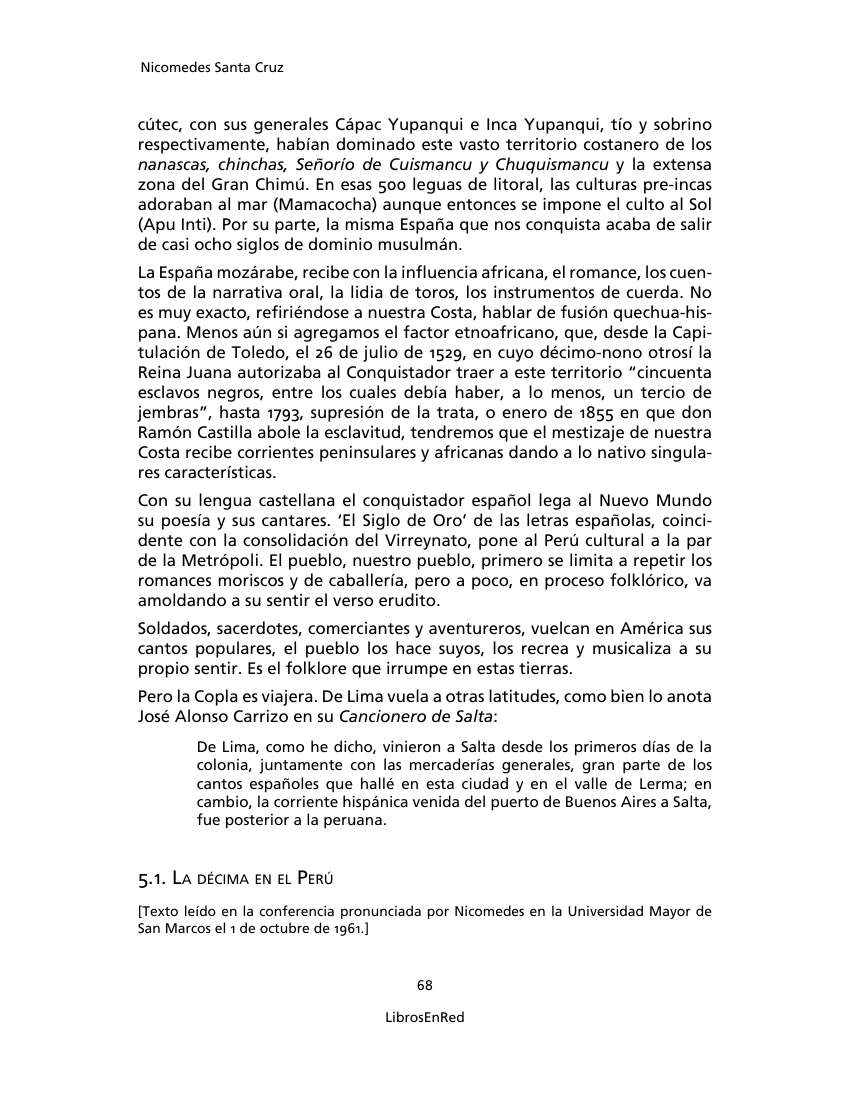 Nicomedes Santa Cruz
cútec, con sus generales Cápac Yupanqui e Inca Yupanqui, tío y sobrino
respectivamente, habían dominado este vasto territorio costanero de los
nanascas, chinchas, Señorío de Cuismancu y Chuquismancu y la extensa
zona del Gran Chimú. En esas 500 leguas de litoral, las culturas pre-incas
adoraban al mar (Mamacocha) aunque entonces se impone el culto al Sol
(Apu Inti). Por su parte, la misma España que nos conquista acaba de salir
de casi ocho siglos de dominio musulmán.
La España mozárabe, recibe con la influencia africana, el romance, los cuen-
tos de la narrativa oral, la lidia de toros, los instrumentos de cuerda. No
es muy exacto, refiriéndose a nuestra Costa, hablar de fusión quechua-his-
pana. Menos aún si agregamos el factor etnoafricano, que, desde la Capi-
tulación de Toledo, el 26 de julio de 1529, en cuyo décimo-nono otrosí la
Reina Juana autorizaba al Conquistador traer a este territorio “cincuenta
esclavos negros, entre los cuales debía haber, a lo menos, un tercio de
jembras”, hasta 1793, supresión de la trata, o enero de 1855 en que don
Ramón Castilla abole la esclavitud, tendremos que el mestizaje de nuestra
Costa recibe corrientes peninsulares y africanas dando a lo nativo singula-
res características.
Con su lengua castellana el conquistador español lega al Nuevo Mundo
su poesía y sus cantares. ‘El Siglo de Oro’ de las letras españolas, coinci-
dente con la consolidación del Virreynato, pone al Perú cultural a la par
de la Metrópoli. El pueblo, nuestro pueblo, primero se limita a repetir los
romances moriscos y de caballería, pero a poco, en proceso folklórico, va
amoldando a su sentir el verso erudito.
Soldados, sacerdotes, comerciantes y aventureros, vuelcan en América sus
cantos populares, el pueblo los hace suyos, los recrea y musicaliza a su
propio sentir. Es el folklore que irrumpe en estas tierras.
Pero la Copla es viajera. De Lima vuela a otras latitudes, como bien lo anota
José Alonso Carrizo en su Cancionero de Salta:
De Lima, como he dicho, vinieron a Salta desde los primeros días de la
colonia, juntamente con las mercaderías generales, gran parte de los
cantos españoles que hallé en esta ciudad y en el valle de Lerma; en
cambio, la corriente hispánica venida del puerto de Buenos Aires a Salta,
fue posterior a la peruana.
5.1. La décima en el Perú
[Texto leído en la conferencia pronunciada por Nicomedes en la Universidad Mayor de
San Marcos el 1 de octubre de 1961.]
68
LibrosEnRed